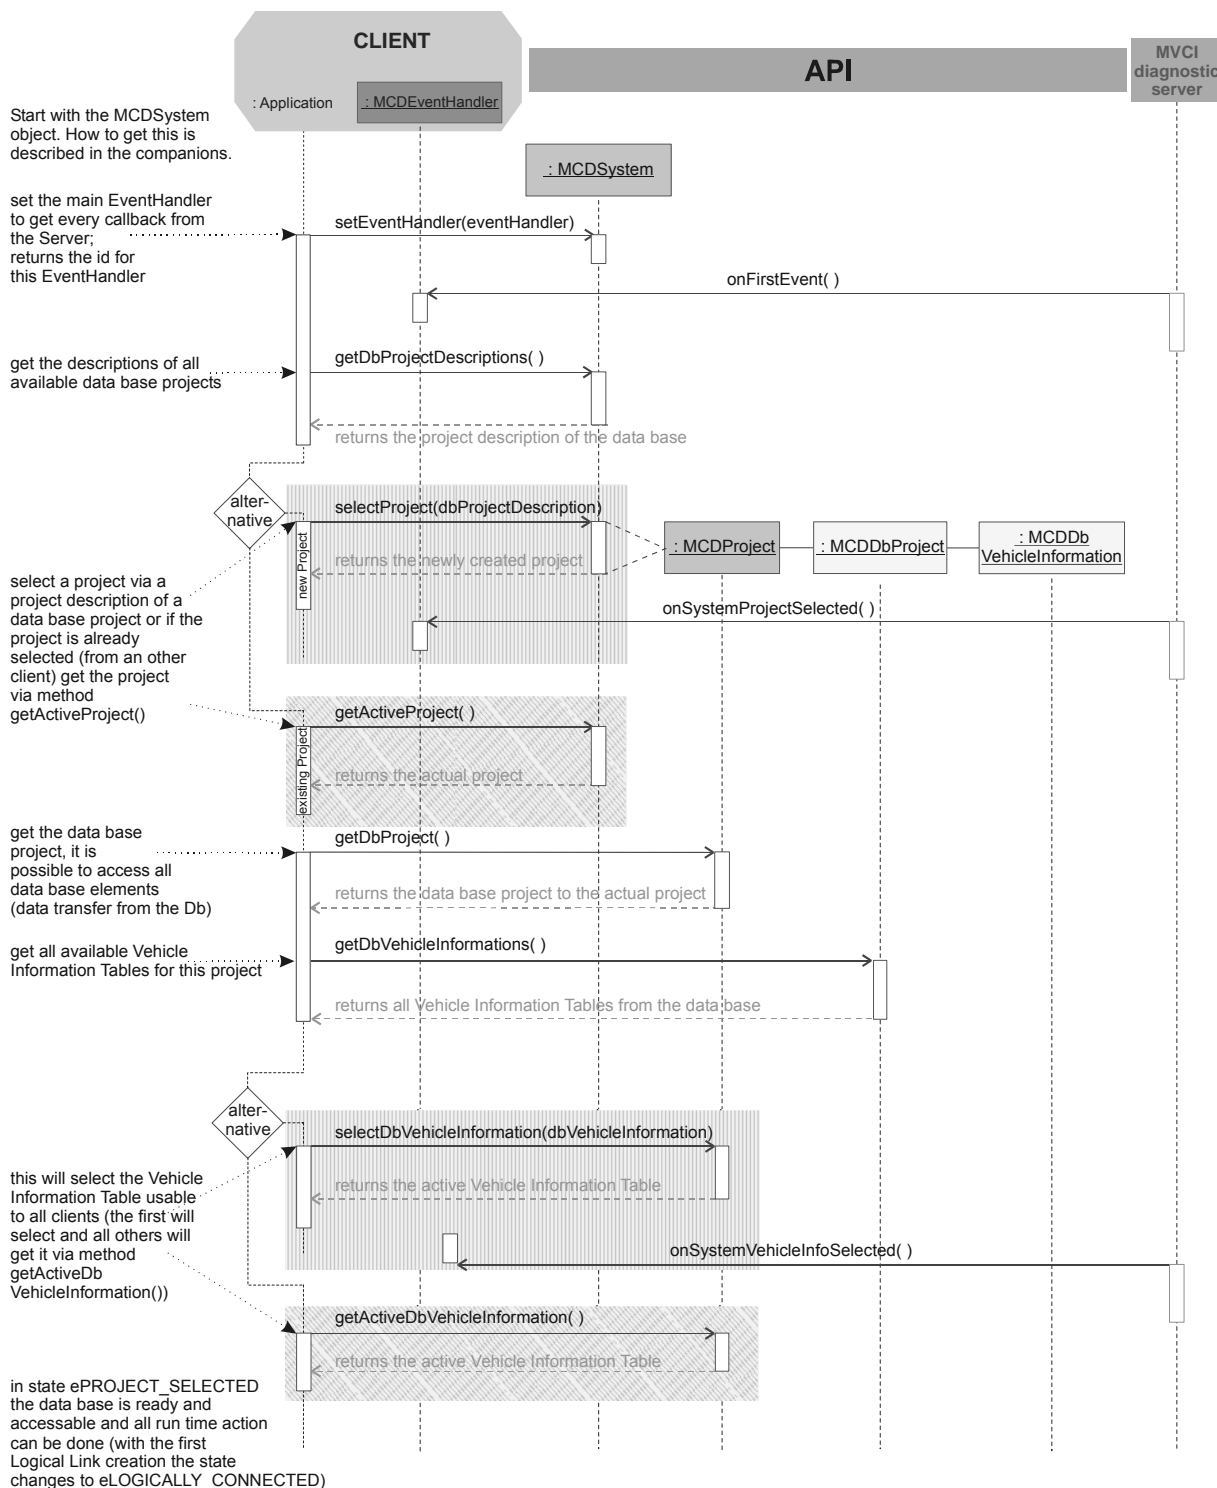 CLIENT
API
MVCI
diagnostic
server
: Application
: MCDEventHandler
Start with the MCDSystem
object. How to get this is
described in the companions.
: MCDSystem
set the main EventHandler
to get every callback from
the Server;
returns the id for
this EventHandler
setEventHandler(eventHandler)
onFirstEvent( )
get the descriptions of all
available data base projects
getDbProjectDescriptions( )
returns the project description of the data base
alter-
native
selectProject(dbProjectDescription)
new Project
returns the newly created project
: MCDProject
: MCDDbProject
: MCDDb
VehicleInformation
select a project via a
project description of a
data base project or if the
project is already
selected (from an other
client) get the project
via method
getActiveProject()
onSystemProjectSelected( )
getActiveProject( )
existing Project
returns the actual project
get the data base
project, it is
possible to access all
data base elements
(data transfer from the Db)
getDbProject( )
returns the data base project to the actual project
get all available Vehicle
Information Tables for this project
getDbVehicleInformations( )
returns all Vehicle Information Tables from the data base
alter-
native
selectDbVehicleInformation(dbVehicleInformation)
returns the active Vehicle Information Table
this will select the Vehicle
Information Table usable
to all clients (the first will
select and all others will
get it via method
getActiveDb
VehicleInformation())
onSystemVehicleInfoSelected( )
getActiveDbVehicleInformation( )
returns the active Vehicle Information Table
in state ePROJECT_SELECTED
the data base is ready and
accessable and all run time action
can be done (with the first
Logical Link creation the state
changes to eLOGICALLY_CONNECTED)